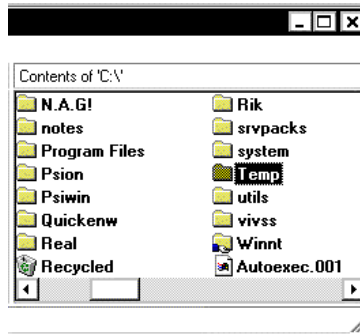 Contents of 'C:\'
N.A.G!
notes
Program Files
Psion
Psiwin
Quickenw
Real
Recycled
Rik
srvpacks
system
Temp
utils
vivss
Winnt
Autoexec.001